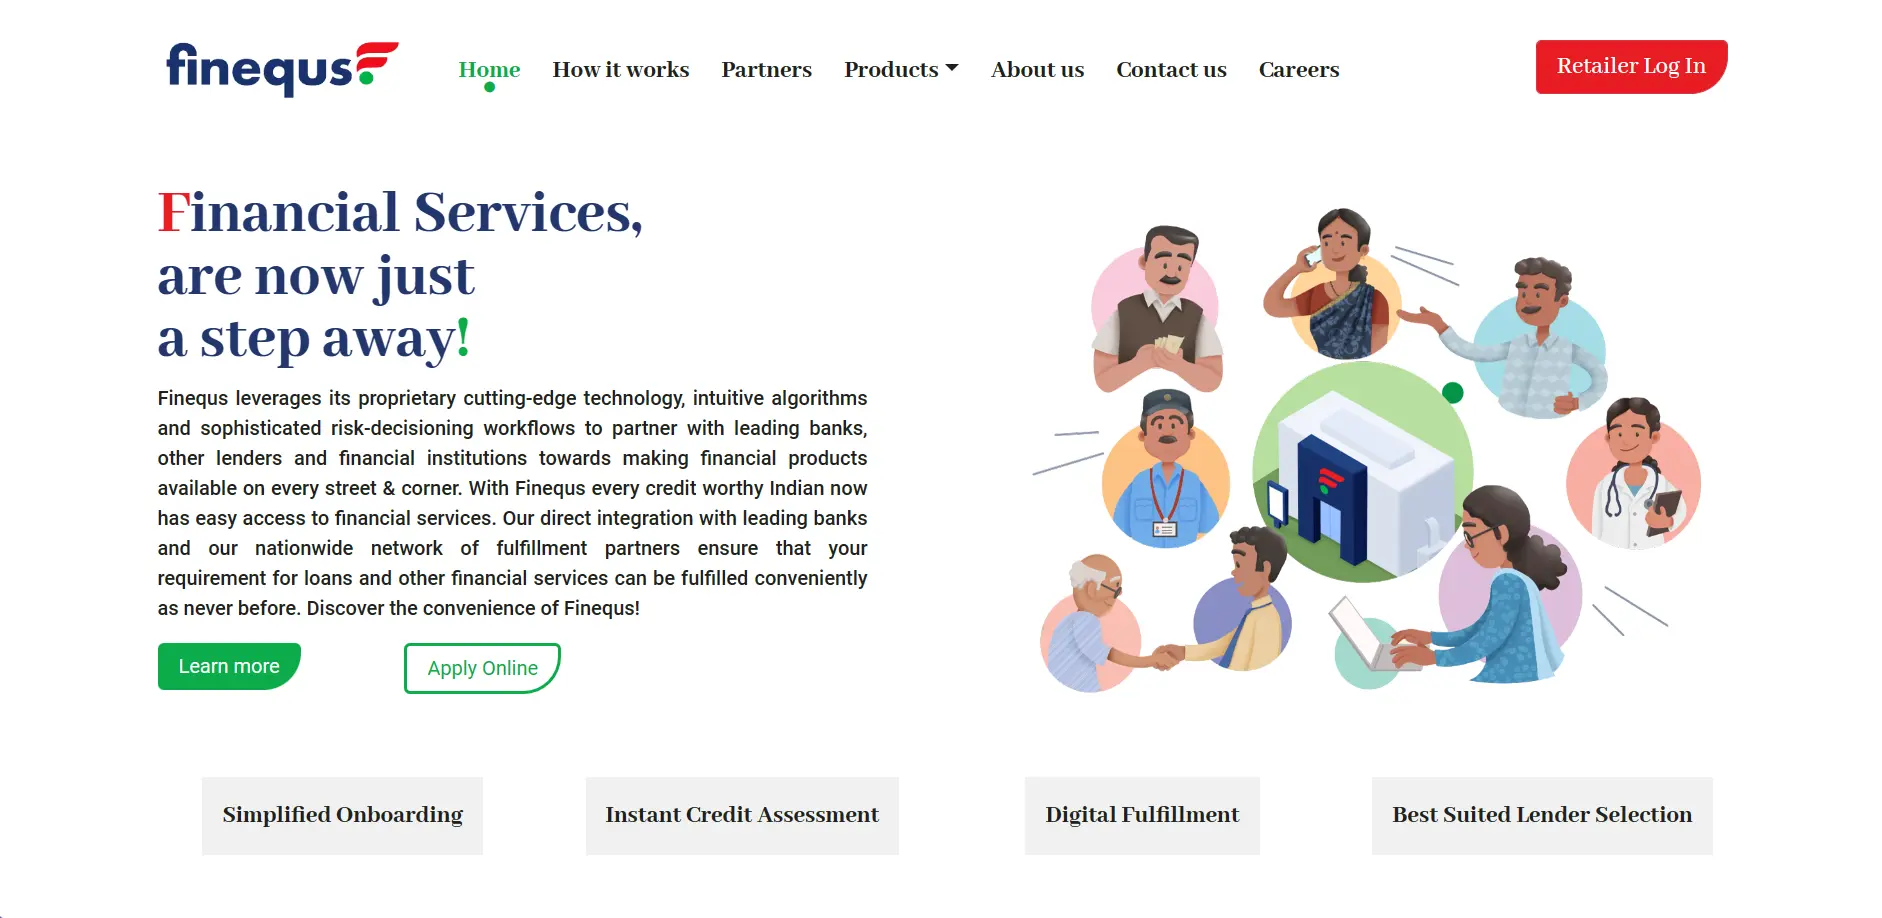 finequs
Home
How it works
Partners
Products
About us
Contact us
Careers
Retailer Log In
Financial Services,
are now just
a step away!
Finequs leverages its proprietary cutting-edge technology, intuitive algorithms
and sophisticated risk-decisioning workflows to partner with leading banks,
other lenders and financial institutions towards making financial products
available on every street & corner. With Finequs every credit worthy Indian now
has easy access to financial services. Our direct integration with leading banks
and our nationwide network of fulfillment partners ensure that your
requirement for loans and other financial services can be fulfilled conveniently
as never before. Discover the convenience of Finequs!
Learn more
Apply Online
Simplified Onboarding
Instant Credit Assessment
Digital Fulfillment
Best Suited Lender Selection